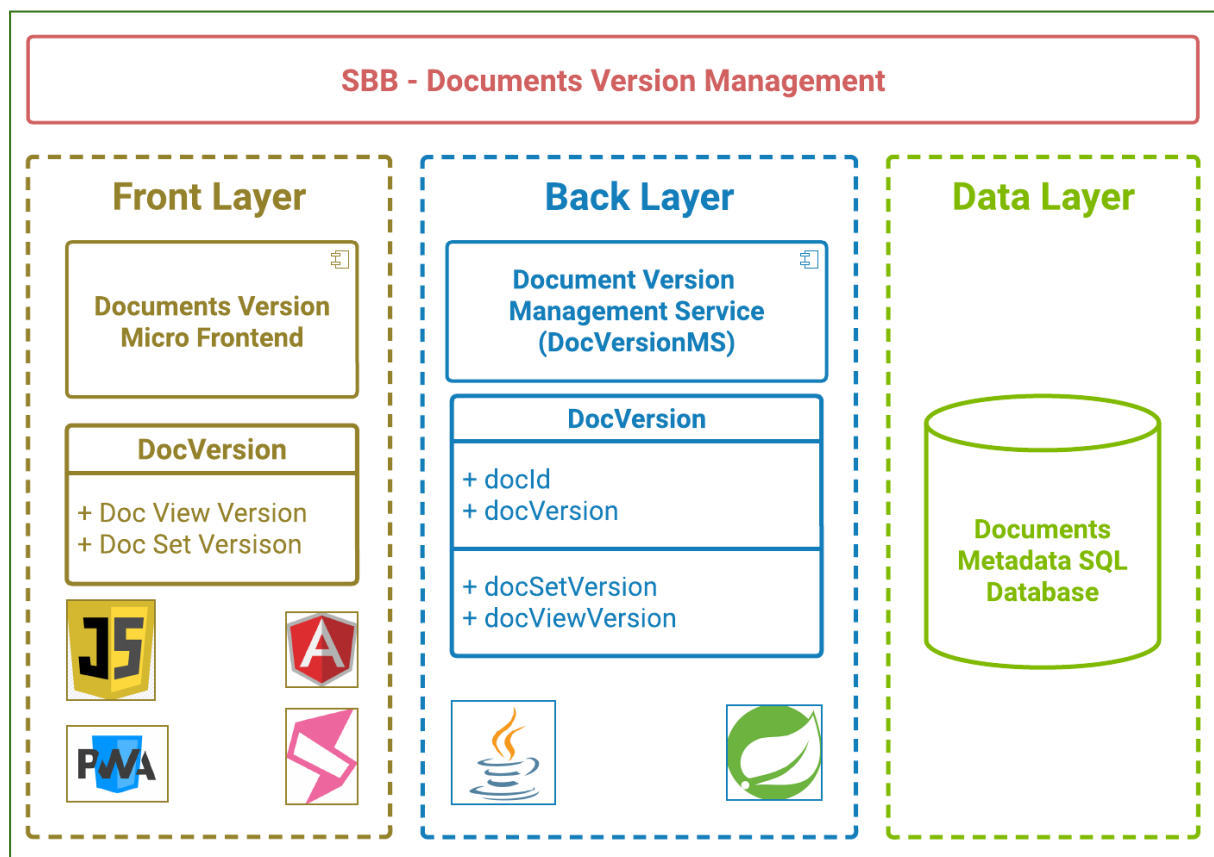 SBB - Documents Version Management
Front Layer
Documents Version
Micro Frontend
DocVersion
+ Doc View Version
+ Doc Set Versison
JS
PWA
A
Back Layer
Document Version
Management Service
(DocVersionMS)
DocVersion
+ docId
+ docVersion
+ docSetVersion
+ docViewVersion
Data Layer
Documents
Metadata SQL
Database